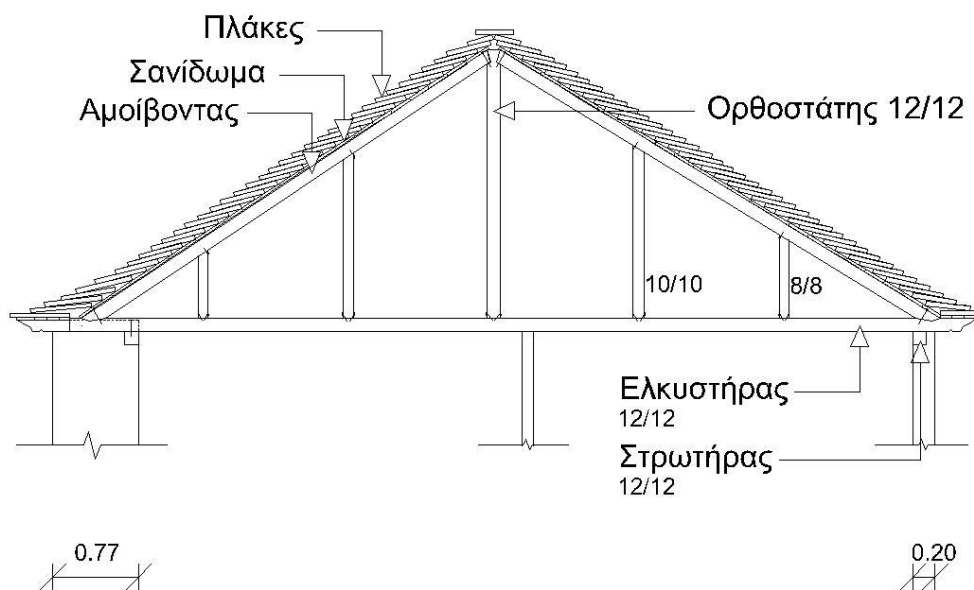 Πλάκες
Σανίδωμα
Αμοίβοντας
Ορθοστάτης 12/12
10/10
8/8
Ελκυστήρας
12/12
Στρωτήρας
12/12
0.77
0.20